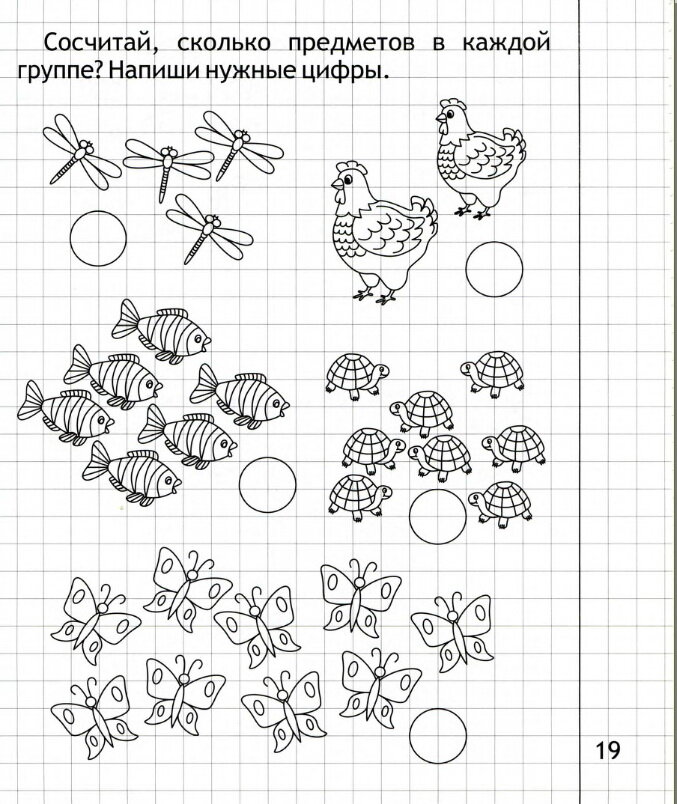 Сосчитай, сколько предметов в каждой
группе? Напиши нужные цифры.
19